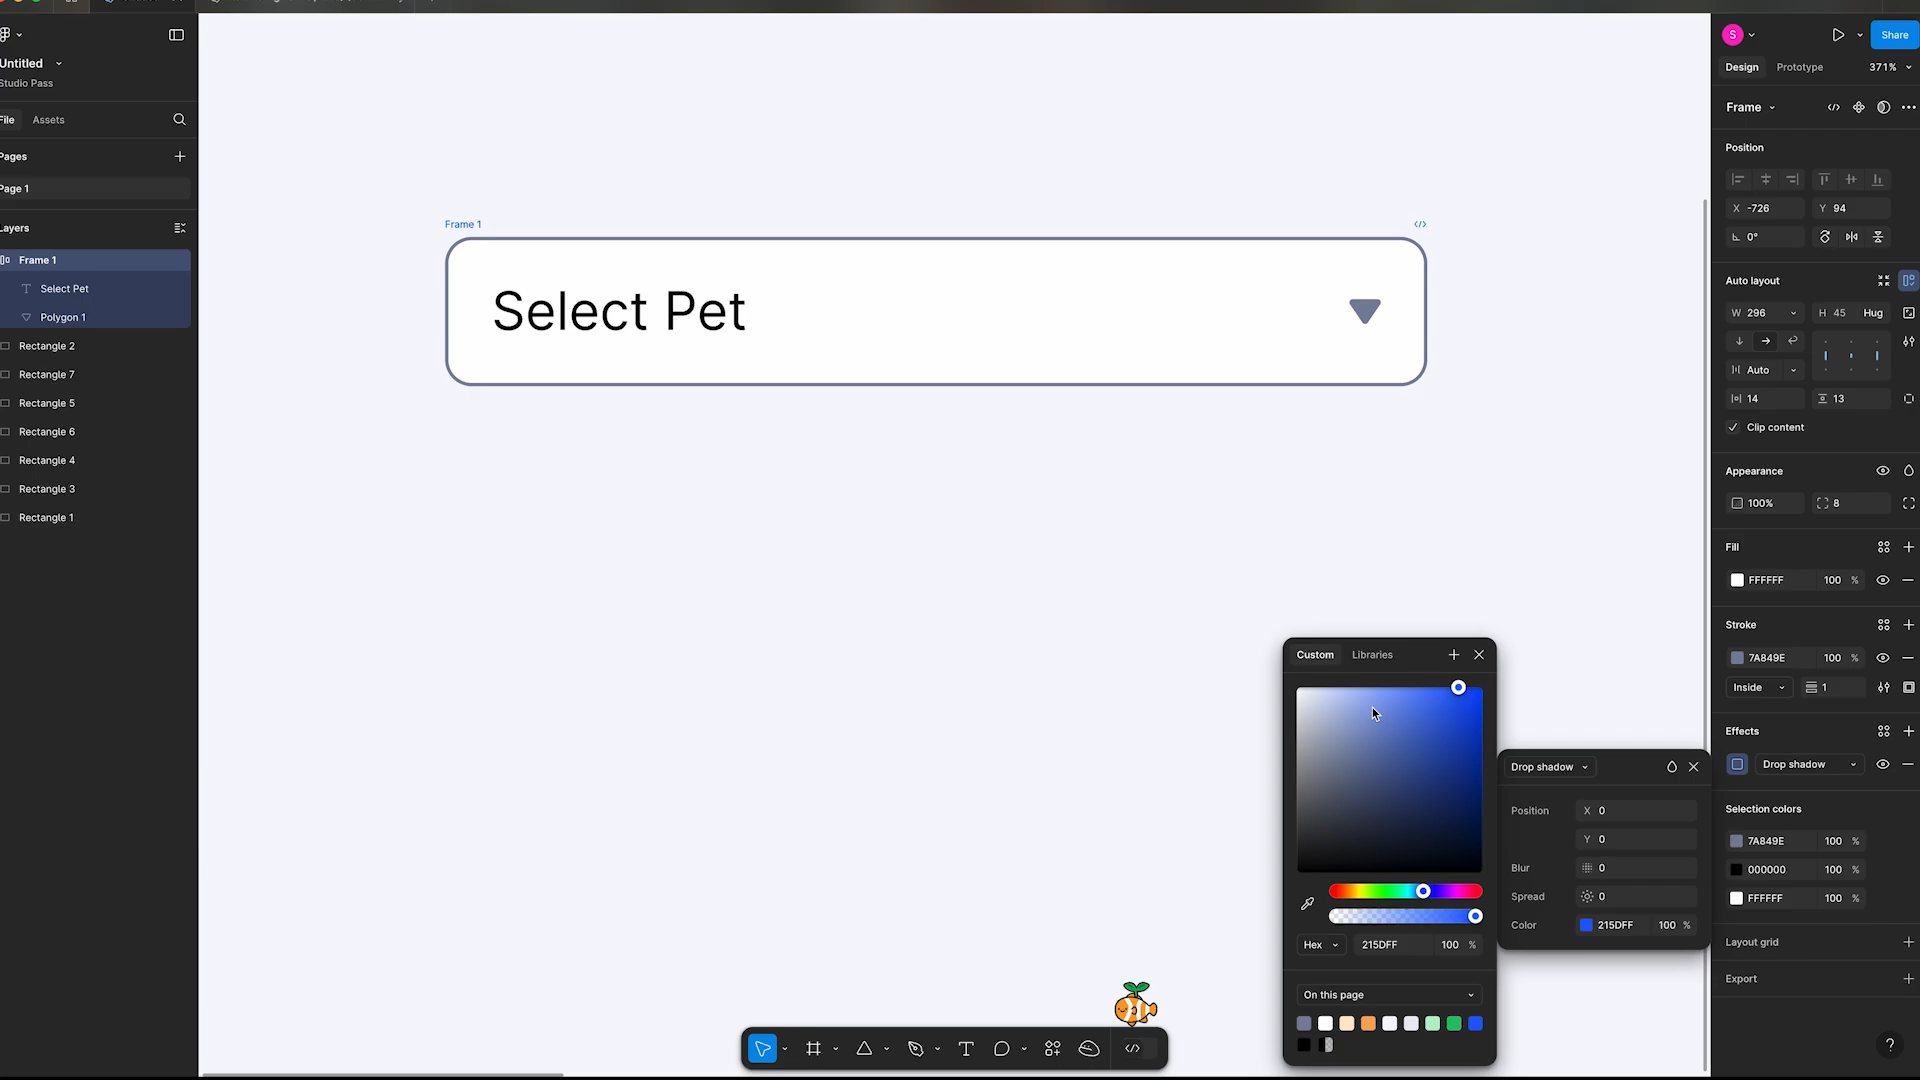 Untitled
Studio Pass
File Assets
Pages
Page 1
Layers
Frame 1
Select Pet
Polygon 1
Rectangle 2
Rectangle 7
Rectangle 5
Rectangle 6
Rectangle 4
Rectangle 3
Rectangle 1
Frame 1
Select Pet
Custom Libraries
Hex 215DFF 100 %
On this page
Drop shadow
Position X 0
Y 0
Blur 0
Spread 0
Color 215DFF 100 %
S Share
Design Prototype 371%
Frame
Position
X -726 Y 94
0°
Auto layout
W 296 H 45 Hug
Auto
14 13
Clip content
Appearance
100% 8
Fill
FFFFFF 100 %
Stroke
7A849E 100 %
Inside 1
Effects
Drop shadow
Selection colors
7A849E 100 %
000000 100 %
FFFFFF 100 %
Layout grid
Export
?